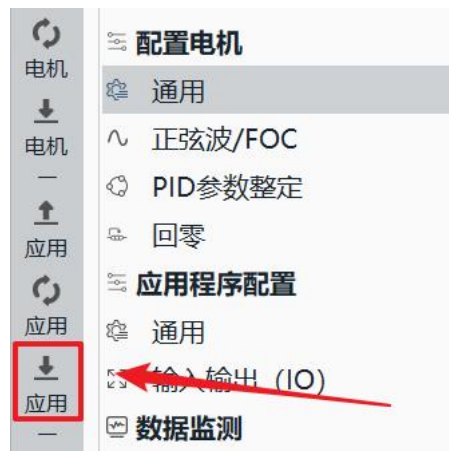 电机
电机
应用
应用
应用
配置电机
通用
正弦波/FOC
PID参数整定
回零
应用程序配置
通用
输入输出（IO）
数据监测